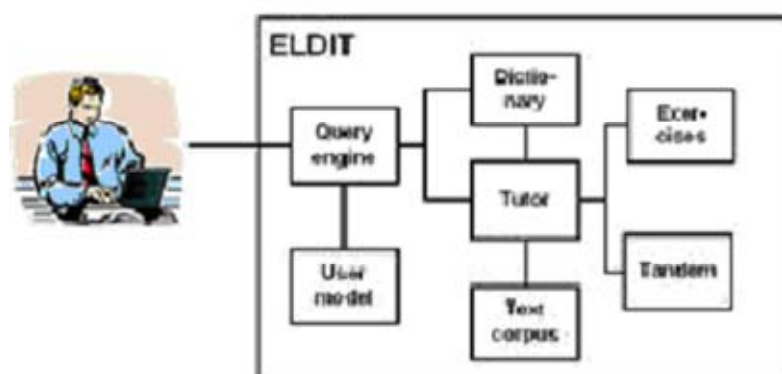 ELDIT
Dictio-
nary
Exer-
cises
Query
engine
Tutor
User
model
Tandem
Text
corpus